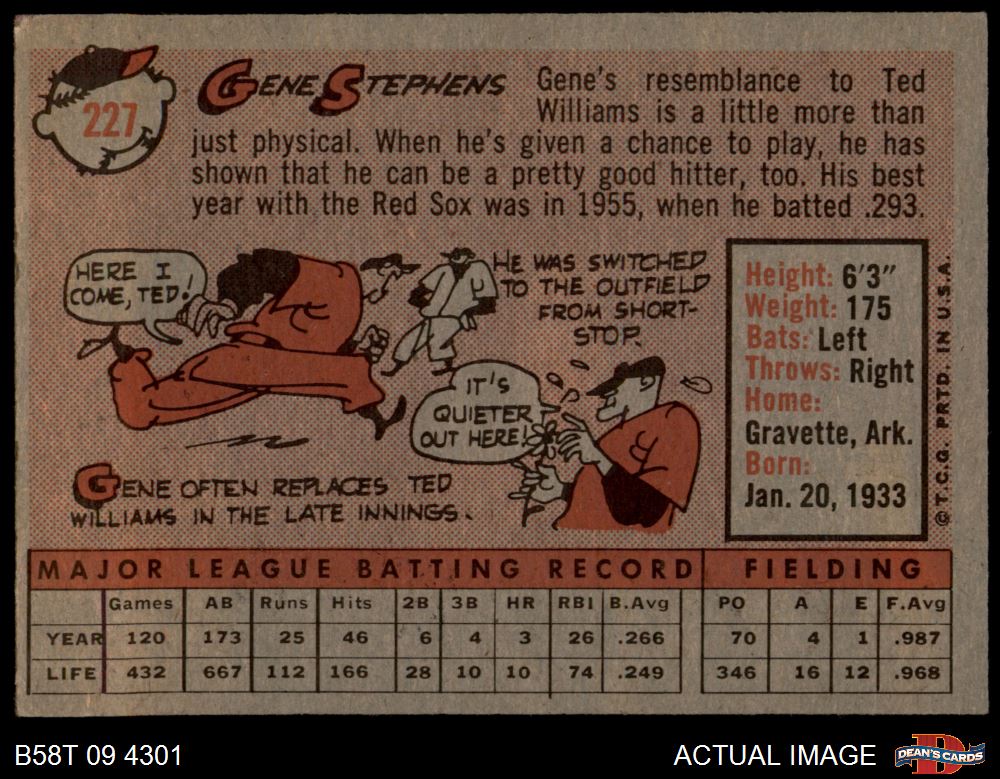 227
GENE STEPHENS
Gene's resemblance to Ted
Williams is a little more than
just physical. When he's given a chance to play, he has
shown that he can be a pretty good hitter, too. His best
year with the Red Sox was in 1955, when he batted .293.
HERE I
COME, TED!
GENE OFTEN REPLACES TED
WILLIAMS IN THE LATE INNINGS.
HE WAS SWITCHED
TO THE OUTFIELD
FROM SHORT-
STOP.
IT'S
QUIETER
OUT HERE!
Height: 6'3"
Weight: 175
Bats: Left
Throws: Right
Home:
Gravette, Ark.
Born:
Jan. 20, 1933
© T.C.G. PRTD. IN U.S.A.
MAJOR LEAGUE BATTING RECORD FIELDING
Games AB Runs Hits 2B 3B HR RBI B.Avg PO A E F.Avg
YEAR 120 173 25 46 6 4 3 26 .266 70 4 1 .987
LIFE 432 667 112 166 28 10 10 74 .249 346 16 12 .968
B58T 09 4301 ACTUAL IMAGE DEAN'S CARDS